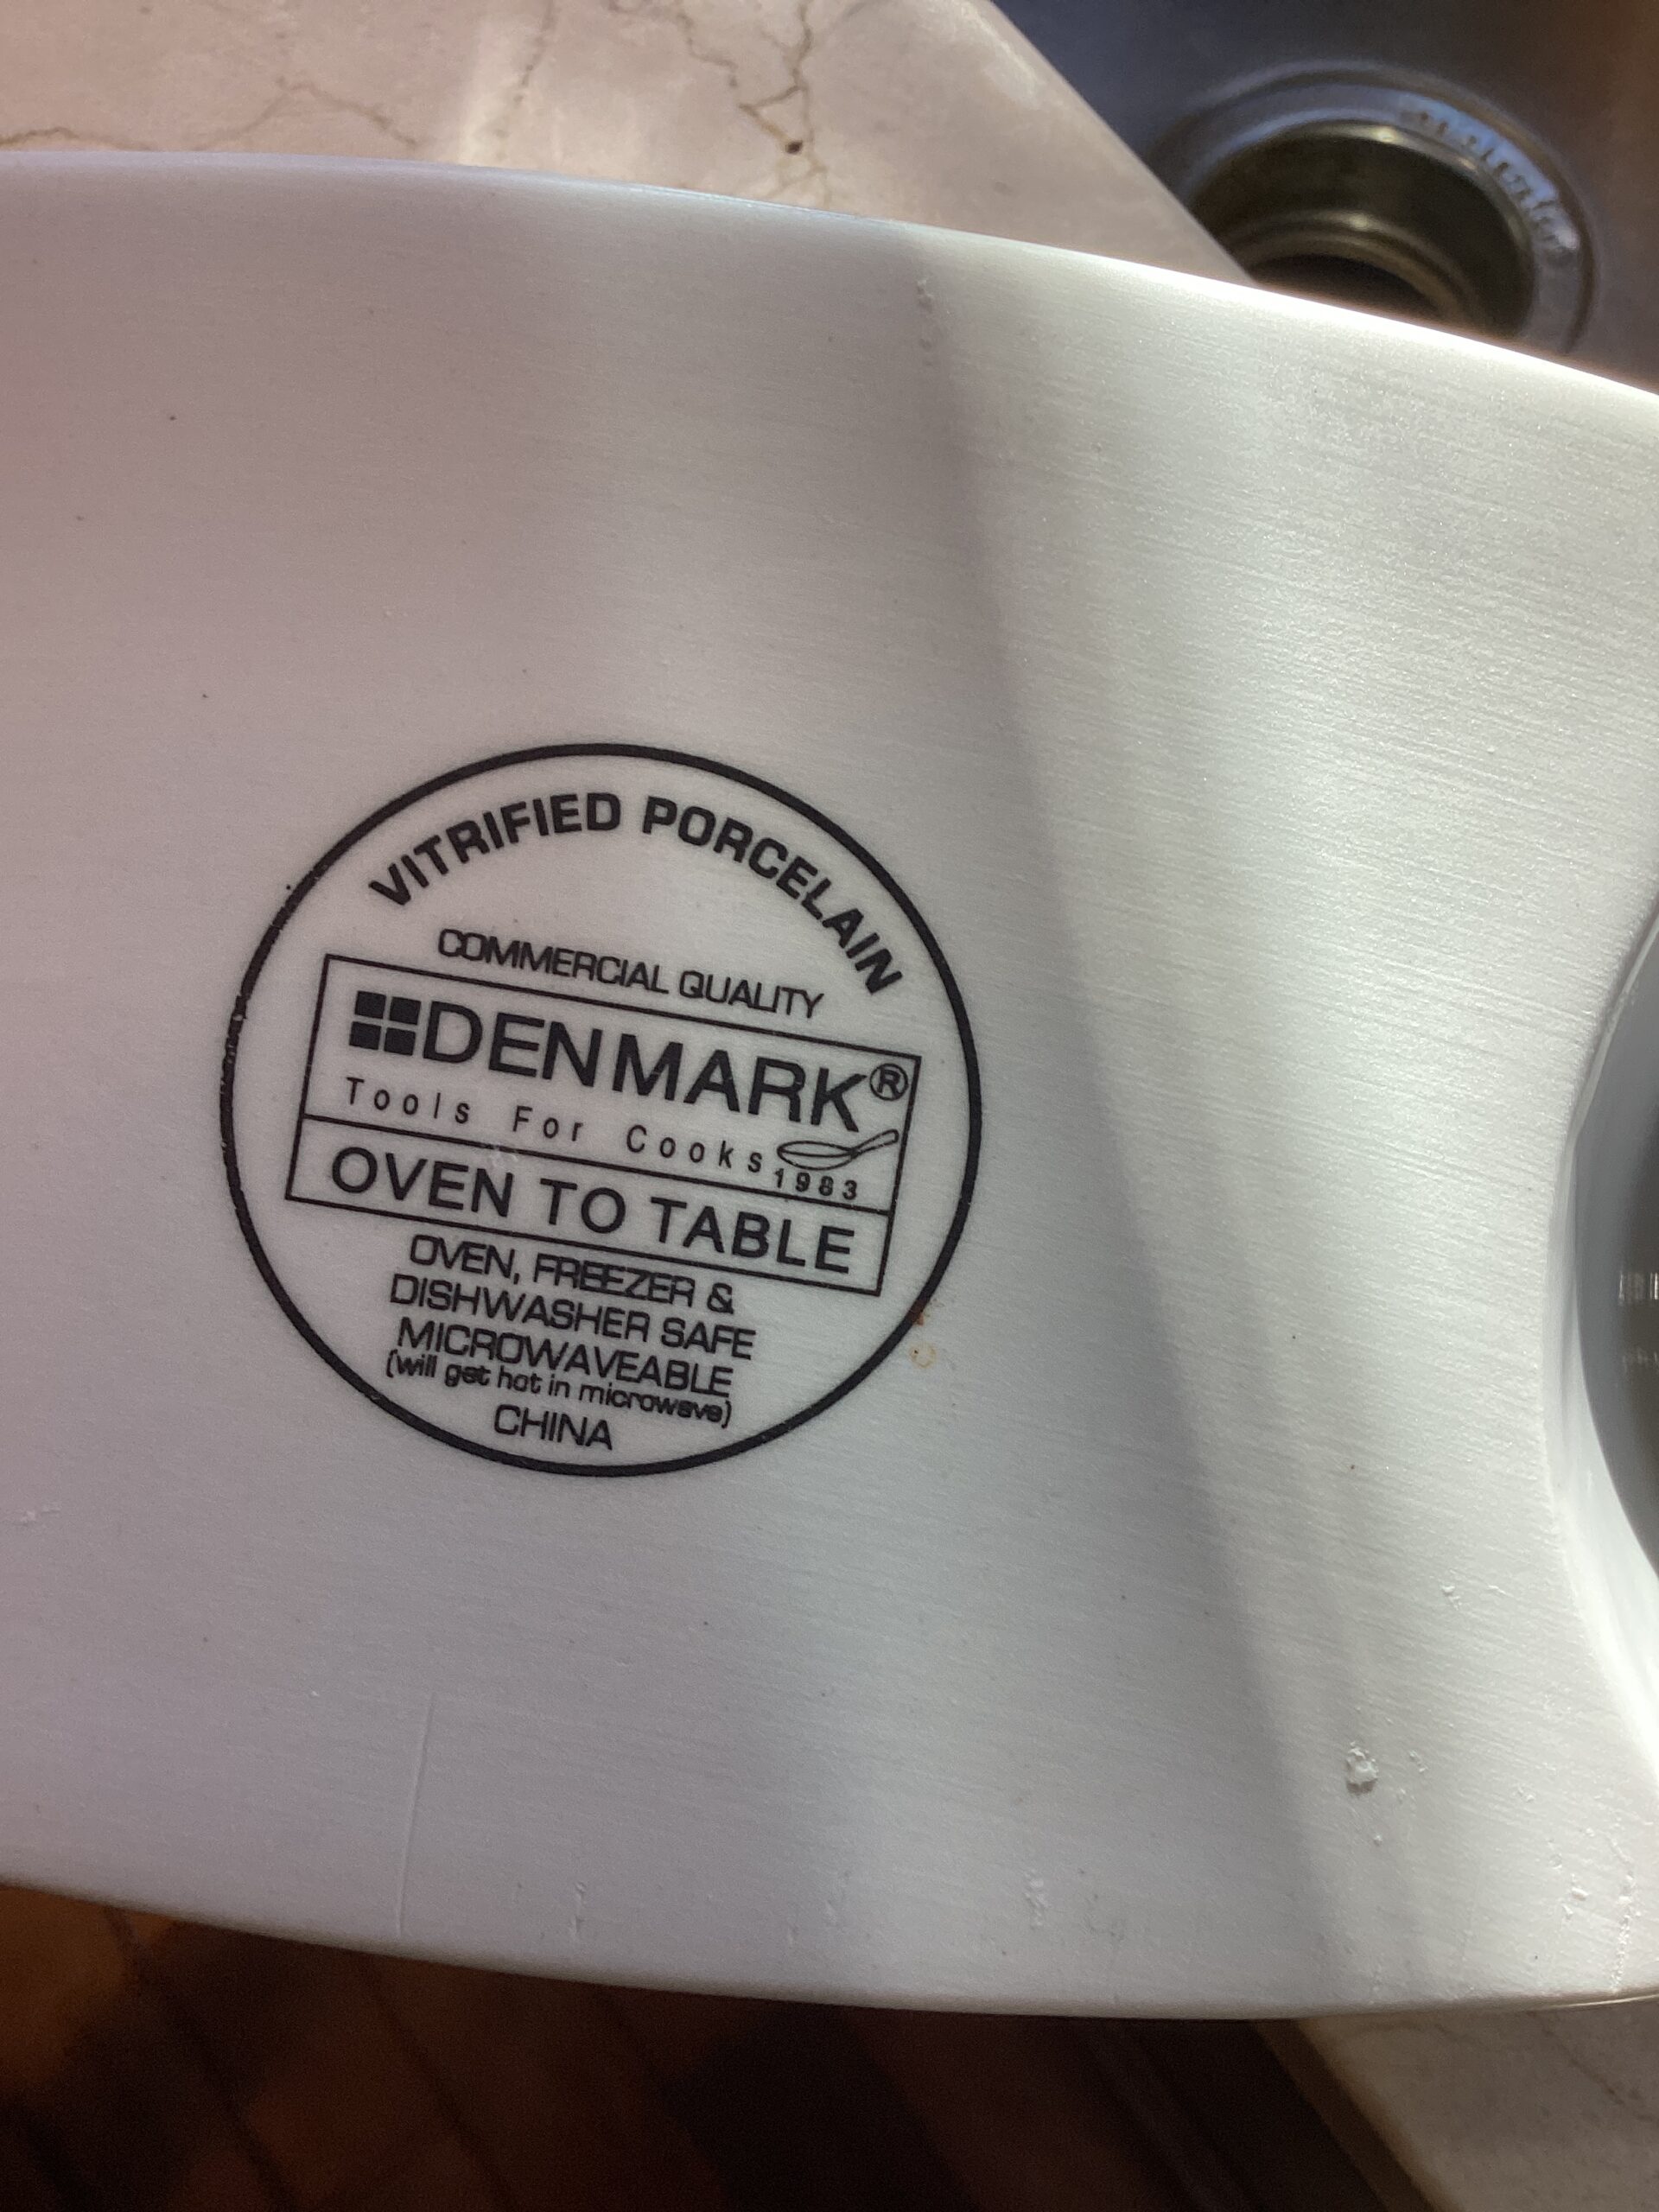 VITRIFIED PORCELAIN
COMMERCIAL QUALITY
DENMARK®
Tools For Cooks
1983
OVEN TO TABLE
OVEN, FREEZER &
DISHWASHER SAFE
MICROWAVEABLE
(will get hot in microwave)
CHINA